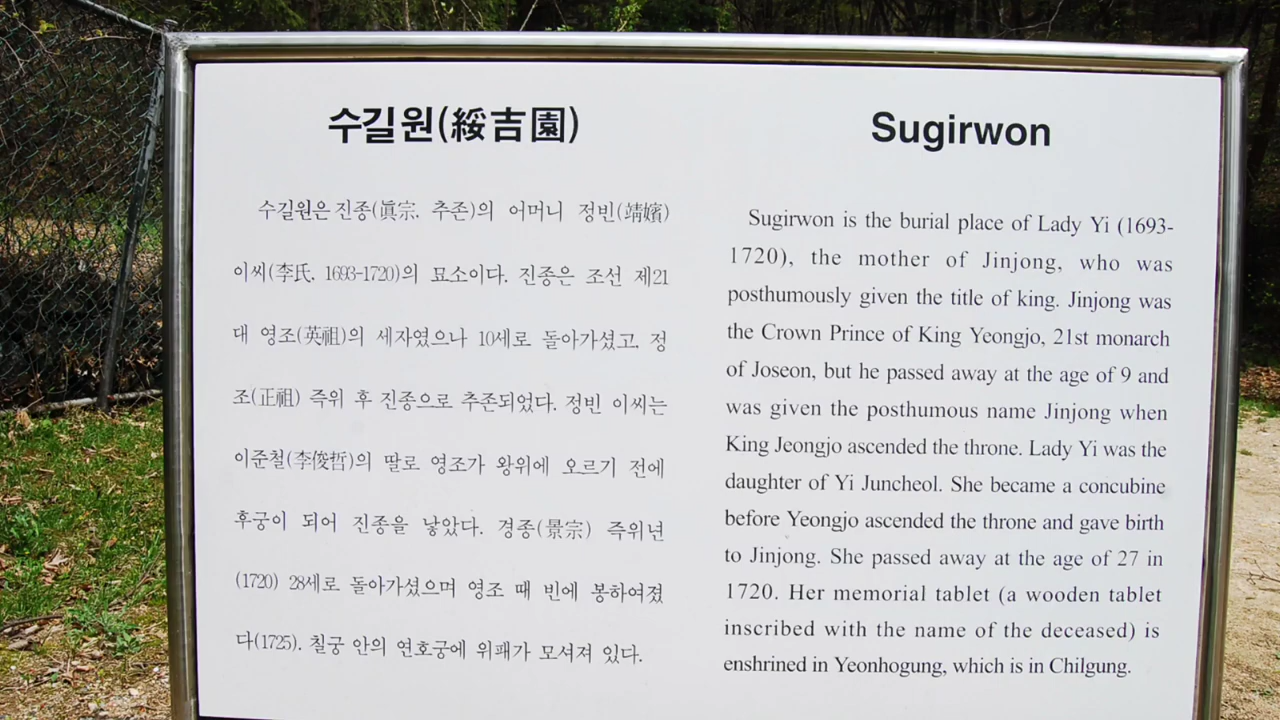 수길원(綏吉園)
수길원은 진종(眞宗, 추존)의 어머니 정빈(靖嬪)
이씨(李氏, 1693-1720)의 묘소이다. 진종은 조선 제21
대 영조(英祖)의 세자였으나 10세로 돌아가셨고, 정
조(正祖) 즉위 후 진종으로 추존되었다. 정빈 이씨는
이준철(李俊哲)의 딸로 영조가 왕위에 오르기 전에
후궁이 되어 진종을 낳았다. 경종(景宗) 즉위년
(1720) 28세로 돌아가셨으며 영조 때 빈에 봉하여졌
다(1725). 칠궁 안의 연호궁에 위패가 모셔져 있다.
Sugirwon
Sugirwon is the burial place of Lady Yi (1693-
1720), the mother of Jinjong, who was
posthumously given the title of king. Jinjong was
the Crown Prince of King Yeongjo, 21st monarch
of Joseon, but he passed away at the age of 9 and
was given the posthumous name Jinjong when
King Jeongjo ascended the throne. Lady Yi was the
daughter of Yi Juncheol. She became a concubine
before Yeongjo ascended the throne and gave birth
to Jinjong. She passed away at the age of 27 in
1720. Her memorial tablet (a wooden tablet
inscribed with the name of the deceased) is
enshrined in Yeonhogung, which is in Chilgung.